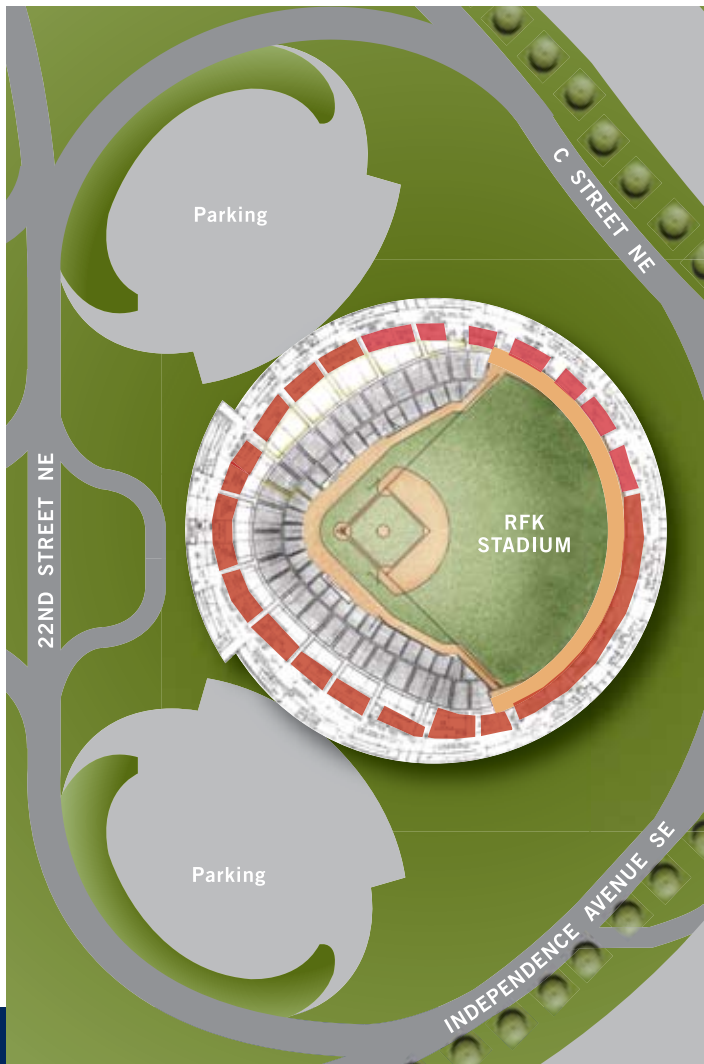 Parking
C STREET NE
22ND STREET NE
RFK
STADIUM
Parking
INDEPENDENCE AVENUE SE